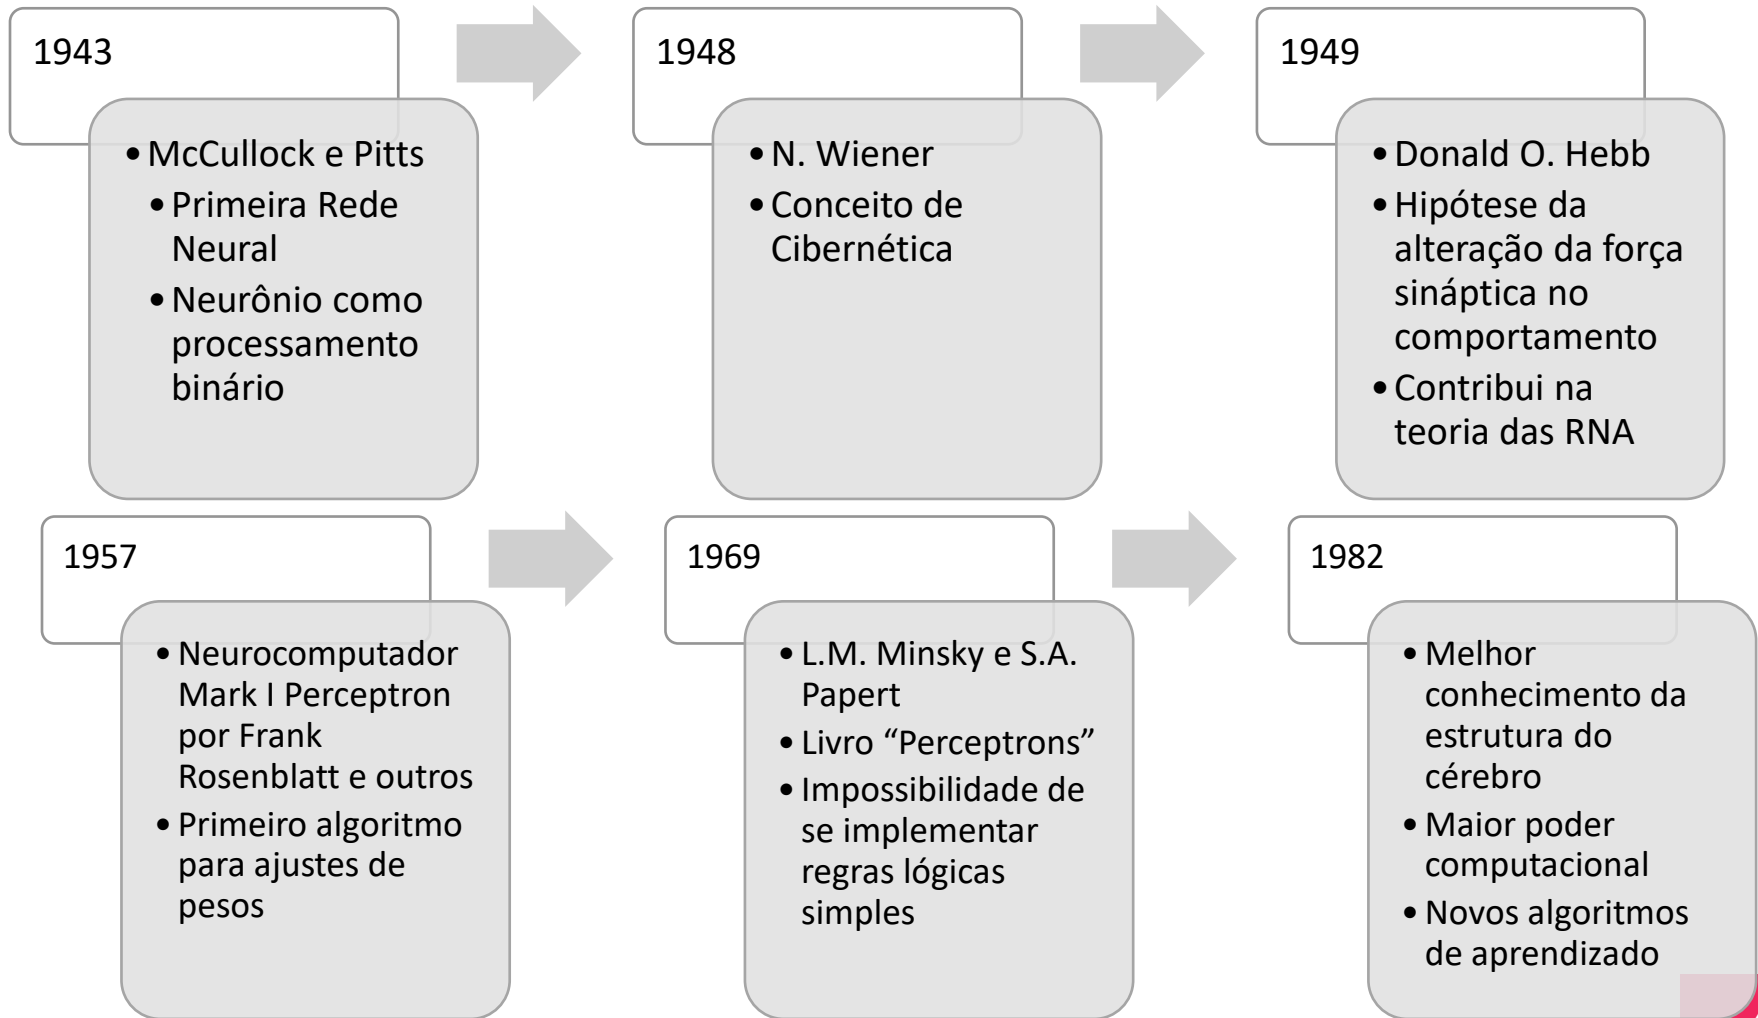 1943
• McCullock e Pitts
• Primeira Rede
Neural
• Neurônio como
processamento
binário
1948
• N. Wiener
• Conceito de
Cibernética
1949
• Donald O. Hebb
• Hipótese da
alteração da força
sináptica no
comportamento
• Contribui na
teoria das RNA
1957
• Neurocomputador
Mark I Perceptron
por Frank
Rosenblatt e outros
• Primeiro algoritmo
para ajustes de
pesos
1969
• L.M. Minsky e S.A.
Papert
• Livro “Perceptrons”
• Impossibilidade de
se implementar
regras lógicas
simples
1982
• Melhor
conhecimento da
estrutura do
cérebro
• Maior poder
computacional
• Novos algoritmos
de aprendizado